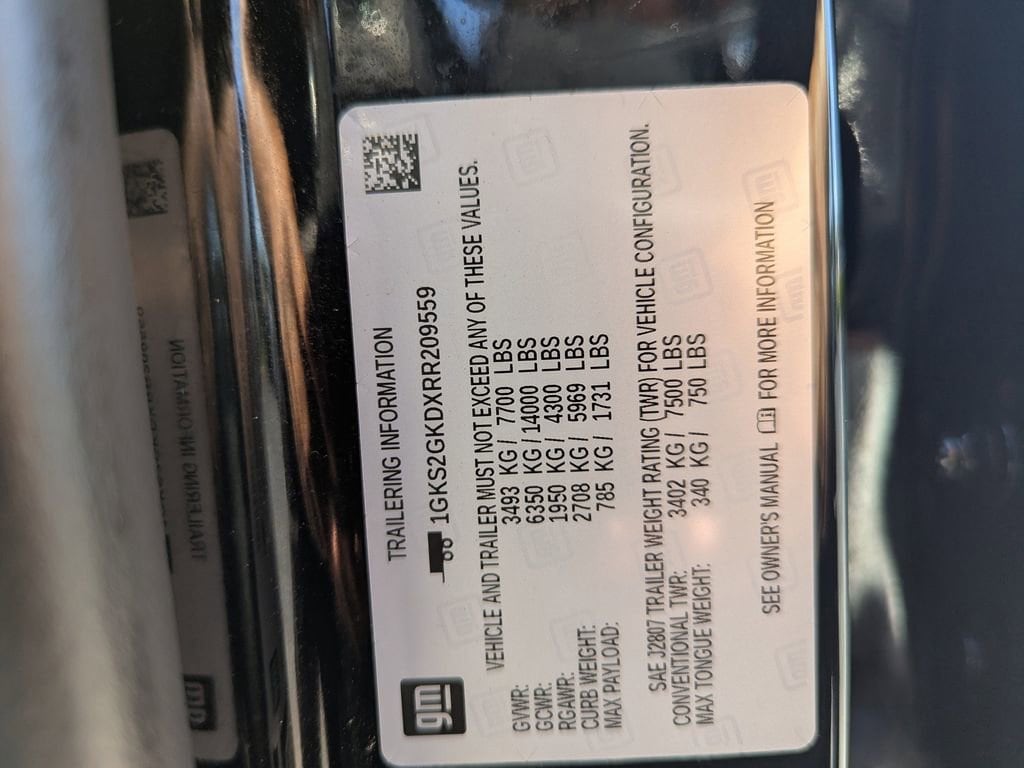 gm
TRAILERING INFORMATION
1GKS2GKDXRR209559
VEHICLE AND TRAILER MUST NOT EXCEED ANY OF THESE VALUES.
GVWR: 3493 KG / 7700 LBS
GCWR: 6350 KG / 14000 LBS
RGAWR: 1950 KG / 4300 LBS
CURB WEIGHT: 2708 KG / 5969 LBS
MAX PAYLOAD: 785 KG / 1731 LBS
SAE J2807 TRAILER WEIGHT RATING (TWR) FOR VEHICLE CONFIGURATION.
CONVENTIONAL TWR: 3402 KG / 7500 LBS
MAX TONGUE WEIGHT: 340 KG / 750 LBS
SEE OWNER'S MANUAL FOR MORE INFORMATION
TRAILERING INFORMATION
gm